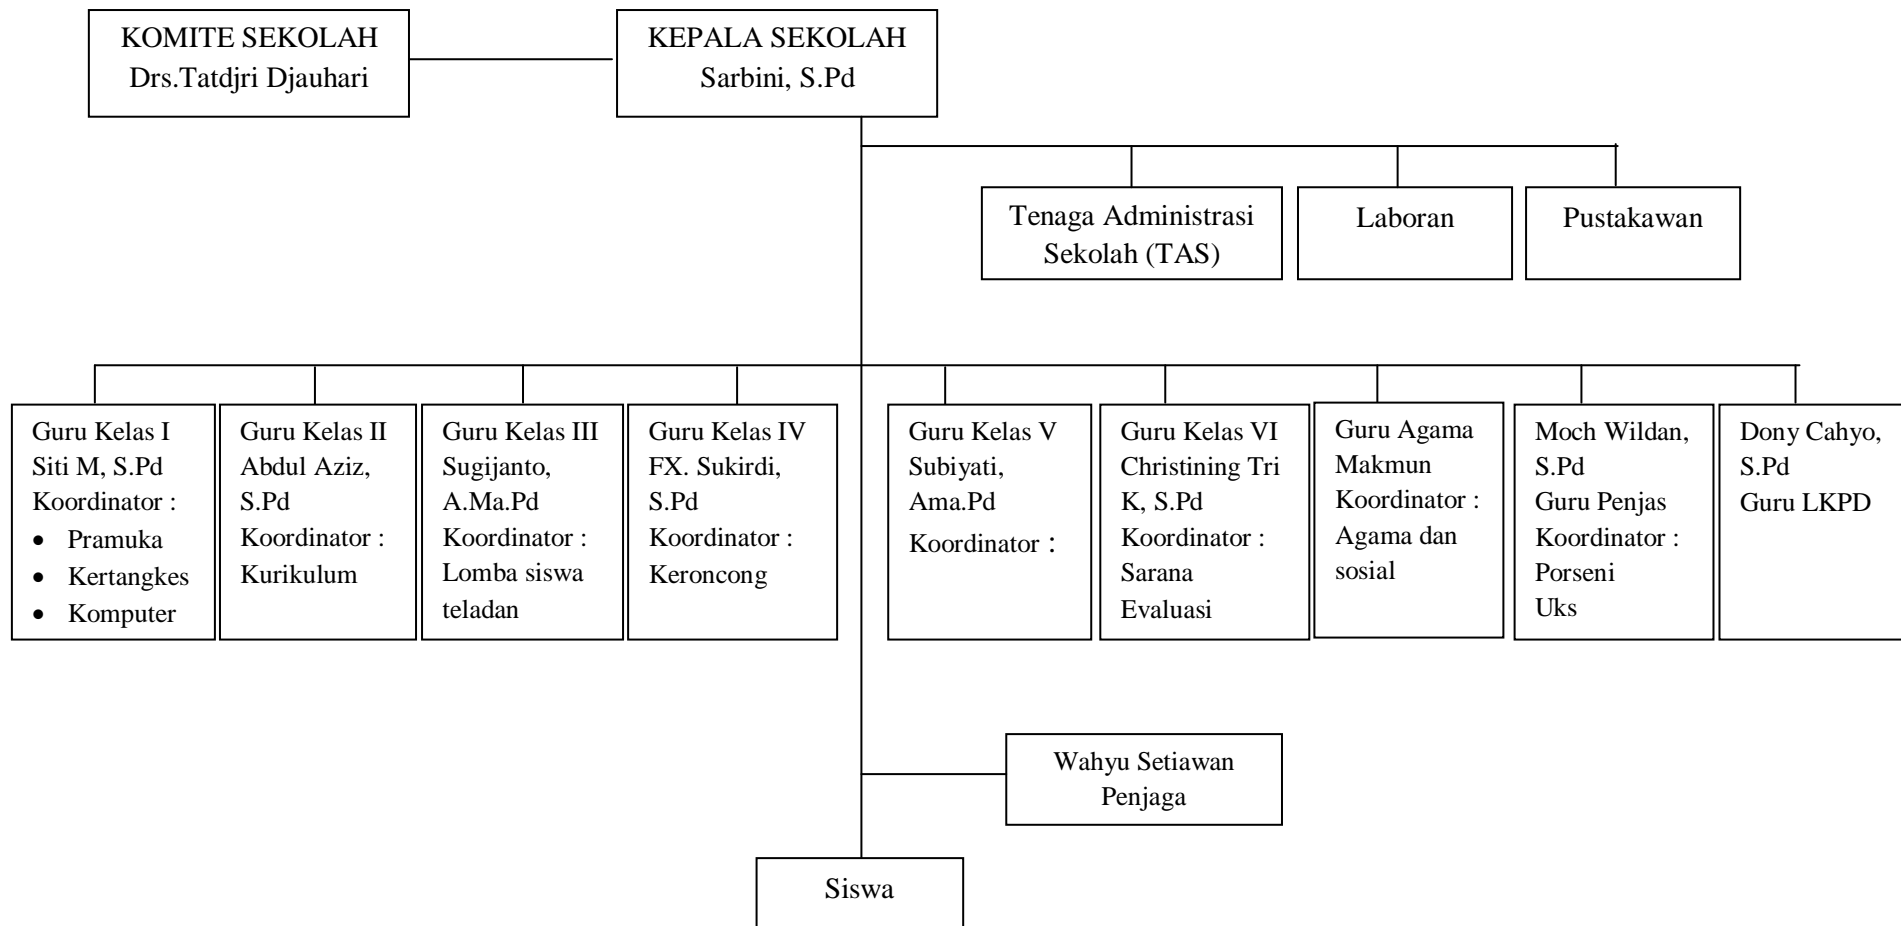 KOMITE SEKOLAH
Drs.Tatdjri Djauhari
KEPALA SEKOLAH
Sarbini, S.Pd
Tenaga Administrasi
Sekolah (TAS)
Laboran
Pustakawan
Guru Kelas I
Siti M, S.Pd
Koordinator :
• Pramuka
• Kertangkes
• Komputer
Guru Kelas II
Abdul Aziz,
S.Pd
Koordinator :
Kurikulum
Guru Kelas III
Sugijanto,
A.Ma.Pd
Koordinator :
Lomba siswa
teladan
Guru Kelas IV
FX. Sukirdi,
S.Pd
Koordinator :
Keroncong
Guru Kelas V
Subiyati,
Ama.Pd
Koordinator :
Guru Kelas VI
Christining Tri
K, S.Pd
Koordinator :
Sarana
Evaluasi
Guru Agama
Makmun
Koordinator :
Agama dan
sosial
Moch Wildan,
S.Pd
Guru Penjas
Koordinator :
Porseni
Uks
Dony Cahyo,
S.Pd
Guru LKPD
Wahyu Setiawan
Penjaga
Siswa